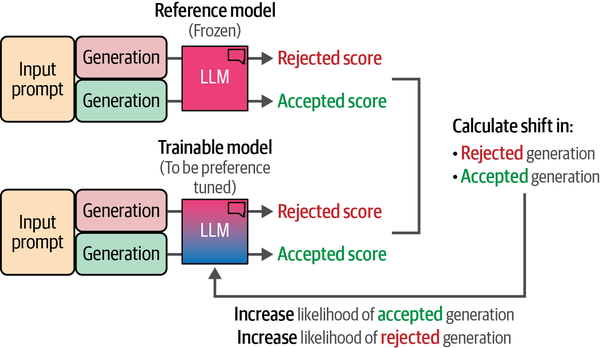 Reference model
(Frozen)
Input
prompt
Generation
Generation
LLM
Rejected score
Accepted score
Trainable model
(To be preference
tuned)
Input
prompt
Generation
Generation
LLM
Rejected score
Accepted score
Calculate shift in:
• Rejected generation
• Accepted generation
Increase likelihood of accepted generation
Increase likelihood of rejected generation